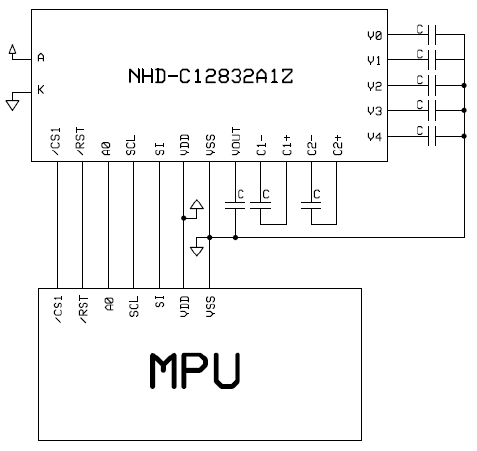 V0
C
V1
C
A
NHD-C12832A1Z
V2
C
K
V3
C
V4
C
/CS1
/RST
A0
SCL
SI
VDD
VSS
VOUT
C1-
C1+
C2-
C2+
C
C
C
/CS1
/RST
A0
SCL
SI
VDD
VSS
MPU